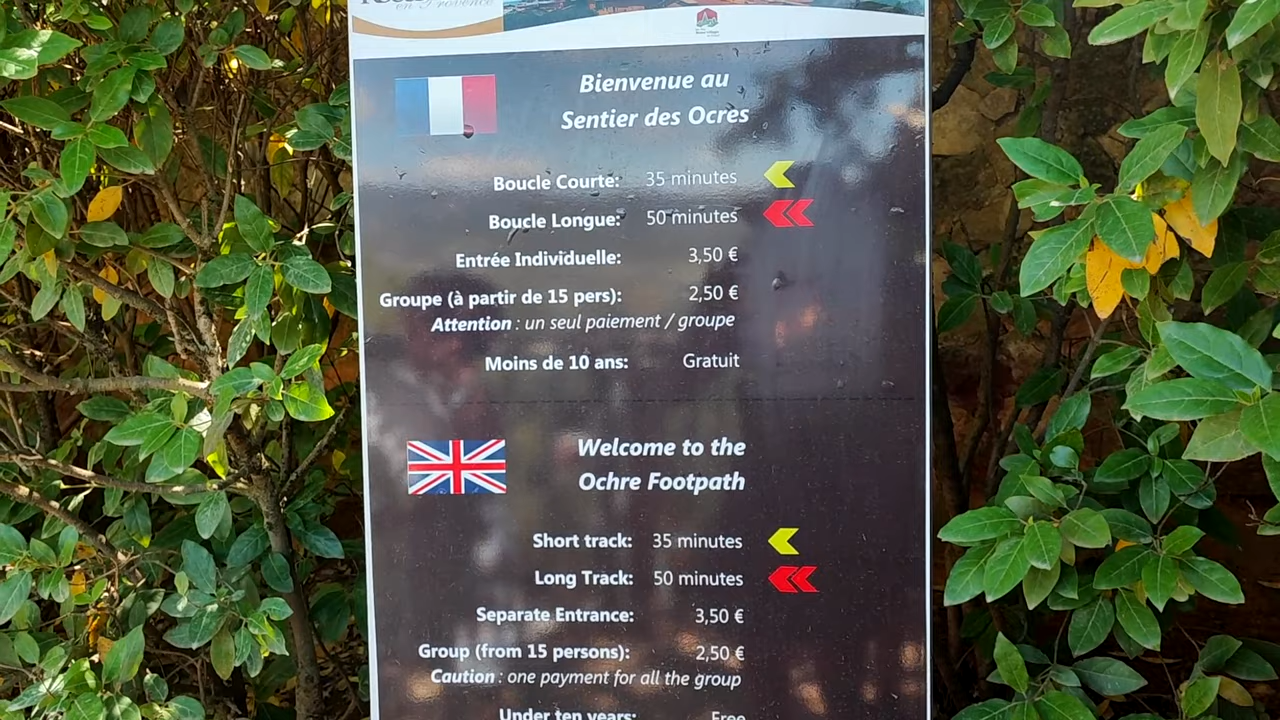 en Provence
Bienvenue au
Sentier des Ocres
Boucle Courte: 35 minutes
Boucle Longue: 50 minutes
Entrée Individuelle: 3,50 €
Groupe (à partir de 15 pers): 2,50 €
Attention : un seul paiement / groupe
Moins de 10 ans: Gratuit
Welcome to the
Ochre Footpath
Short track: 35 minutes
Long Track: 50 minutes
Separate Entrance: 3,50 €
Group (from 15 persons): 2,50 €
Caution : one payment for all the group
Under ten years: Free